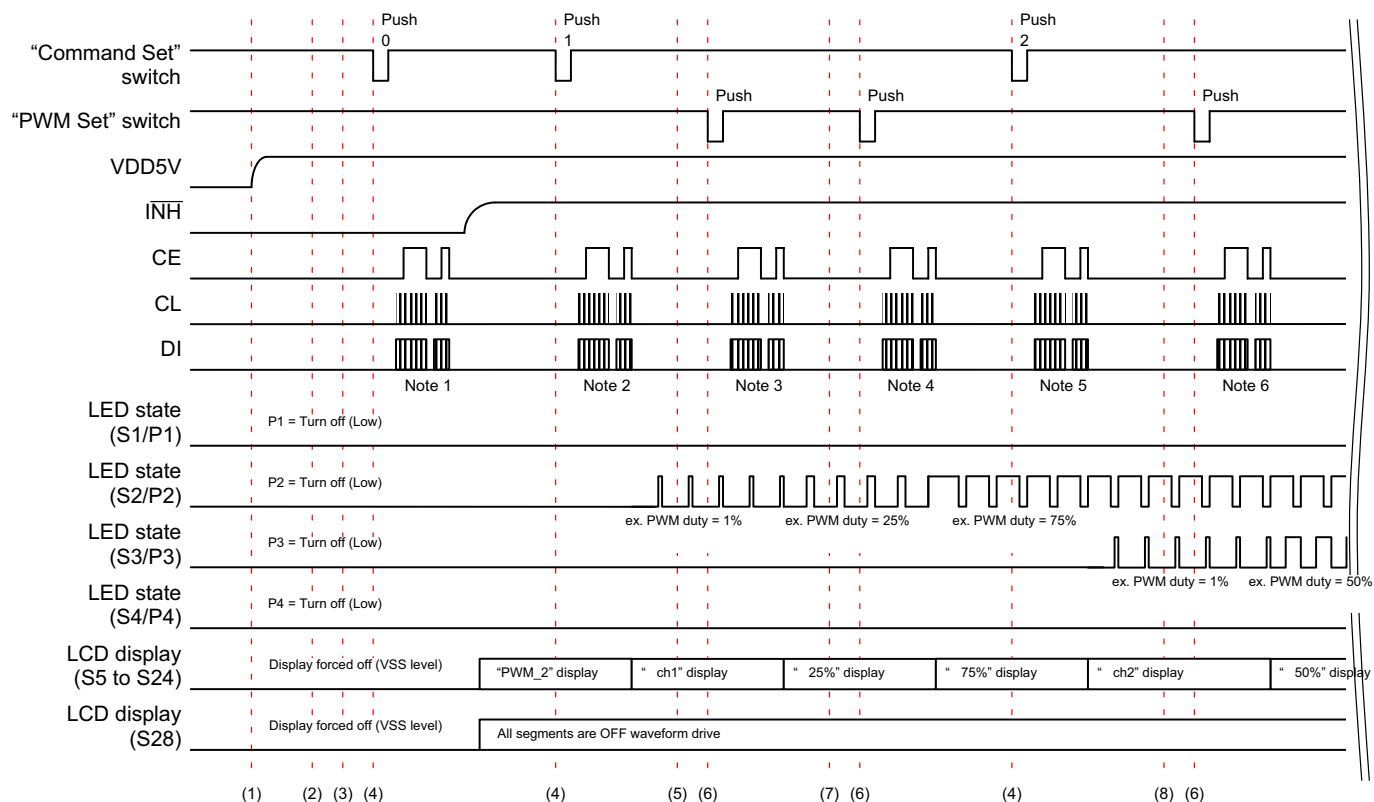 Push Push Push
0 1 2
“Command Set”
switch
Push Push Push
“PWM Set” switch
VDD5V
INH
CE
CL
DI
Note 1 Note 2 Note 3 Note 4 Note 5 Note 6
LED state
(S1/P1)
P1 = Turn off (Low)
LED state
(S2/P2)
P2 = Turn off (Low)
ex. PWM duty = 1% ex. PWM duty = 25% ex. PWM duty = 75%
LED state
(S3/P3)
P3 = Turn off (Low)
ex. PWM duty = 1% ex. PWM duty = 50%
LED state
(S4/P4)
P4 = Turn off (Low)
LCD display
(S5 to S24)
Display forced off (VSS level)
“PWM_2” display “ ch1” display “ 25%” display “ 75%” display “ ch2” display “ 50%” display
LCD display
(S28)
Display forced off (VSS level)
All segments are OFF waveform drive
(1) (2) (3) (4) (4) (5) (6) (7) (6) (4) (8) (6)